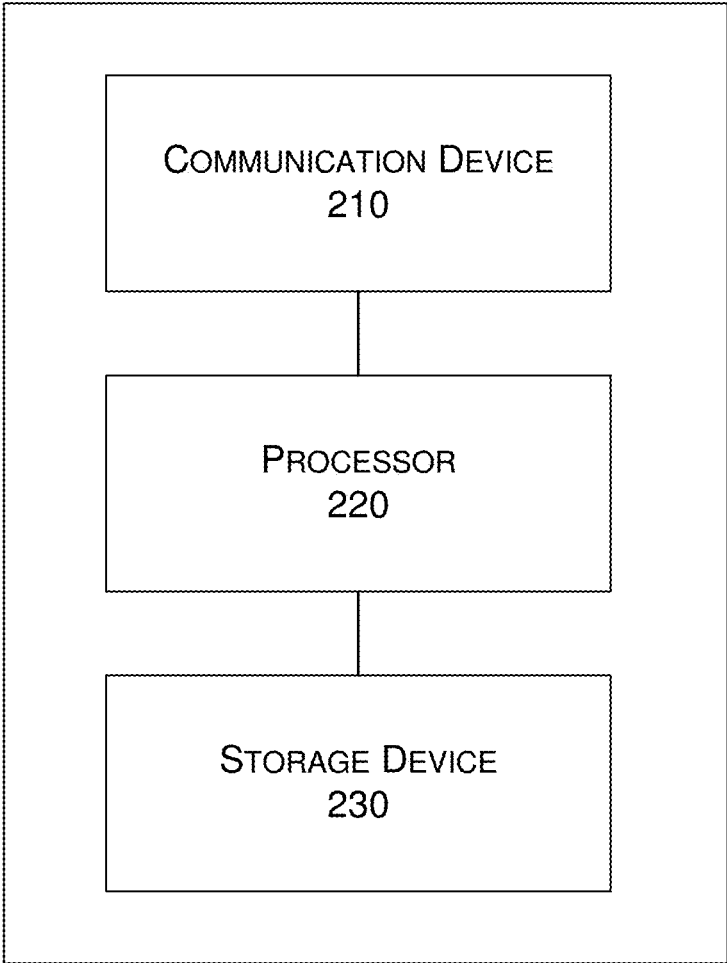 COMMUNICATION DEVICE
210
PROCESSOR
220
STORAGE DEVICE
230